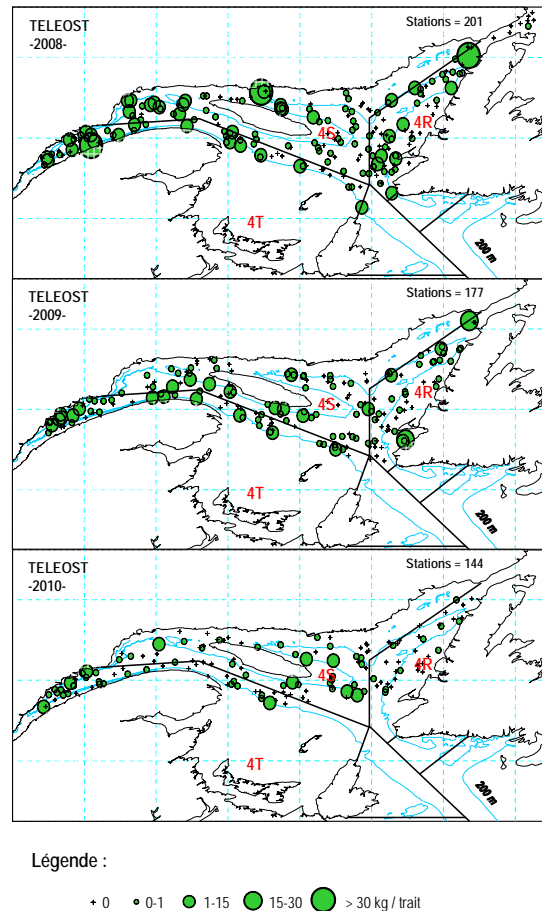 TELEOST
-2008-
Stations = 201
4S
4R
4T
200 m
TELEOST
-2009-
Stations = 177
4S
4R
4T
200 m
TELEOST
-2010-
Stations = 144
4S
4R
4T
200 m
Légende :
+ 0 0-1 1-15 15-30 > 30 kg / trait